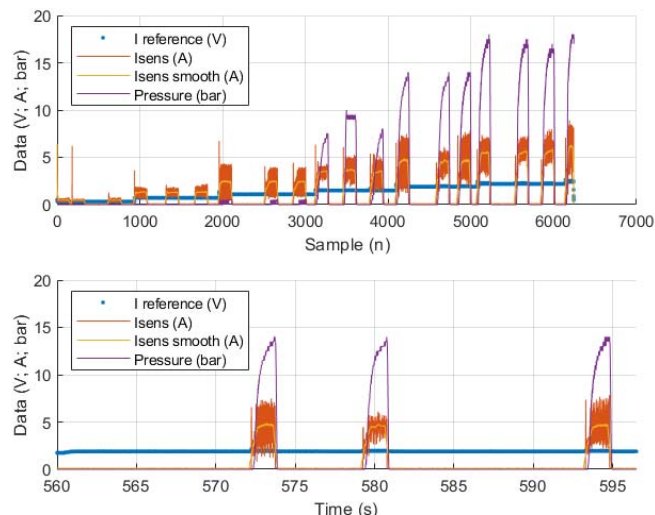 20
15
10
5
0
Data (V; A; bar)
I reference (V)
Isens (A)
Isens smooth (A)
Pressure (bar)
0 1000 2000 3000 4000 5000 6000 7000
Sample (n)
20
15
10
5
0
Data (V; A; bar)
I reference (V)
Isens (A)
Isens smooth (A)
Pressure (bar)
560 565 570 575 580 585 590 595
Time (s)